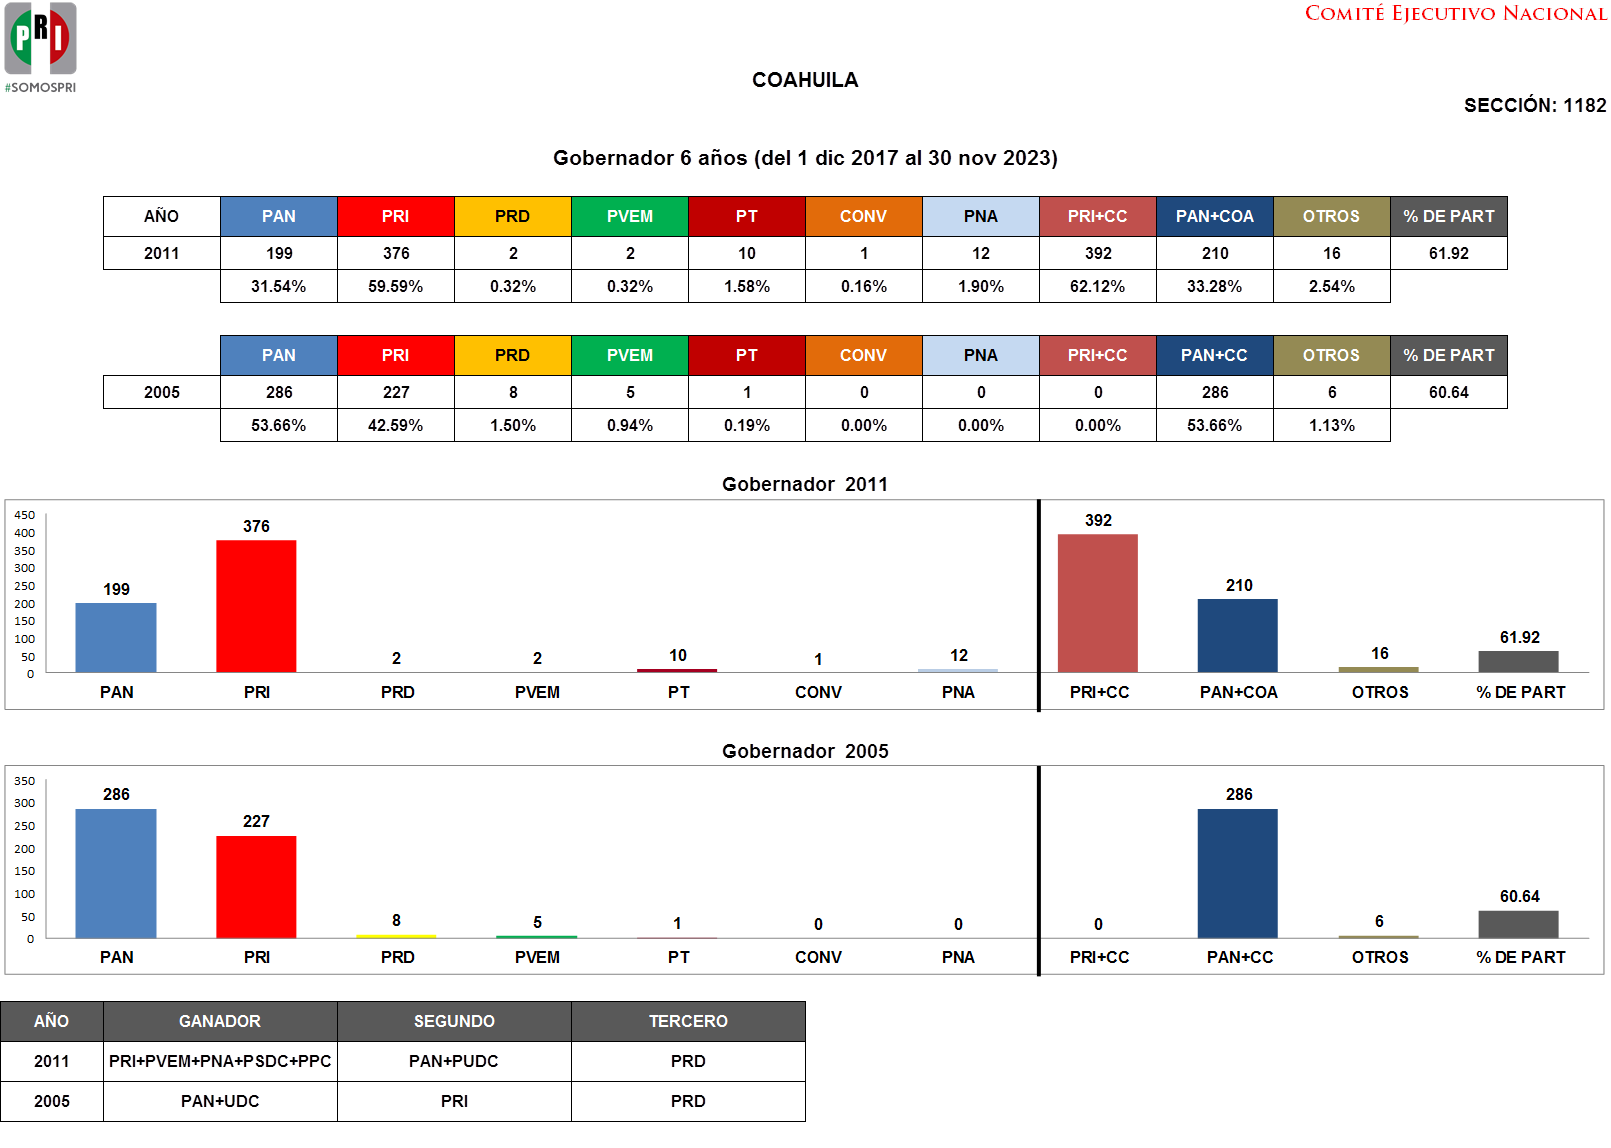 PRI
#SOMOSPRI
COMITÉ EJECUTIVO NACIONAL
COAHUILA
SECCIÓN: 1182
Gobernador 6 años (del 1 dic 2017 al 30 nov 2023)
AÑO PAN PRI PRD PVEM PT CONV PNA PRI+CC PAN+COA OTROS % DE PART
2011 199 376 2 2 10 1 12 392 210 16 61.92
31.54% 59.59% 0.32% 0.32% 1.58% 0.16% 1.90% 62.12% 33.28% 2.54%
PAN PRI PRD PVEM PT CONV PNA PRI+CC PAN+CC OTROS % DE PART
2005 286 227 8 5 1 0 0 0 286 6 60.64
53.66% 42.59% 1.50% 0.94% 0.19% 0.00% 0.00% 0.00% 53.66% 1.13%
Gobernador 2011
450
400
350
300
250
200
150
100
50
0
199 376 2 2 10 1 12 392 210 16 61.92
PAN PRI PRD PVEM PT CONV PNA PRI+CC PAN+COA OTROS % DE PART
Gobernador 2005
350
300
250
200
150
100
50
0
286 227 8 5 1 0 0 0 286 6 60.64
PAN PRI PRD PVEM PT CONV PNA PRI+CC PAN+CC OTROS % DE PART
AÑO GANADOR SEGUNDO TERCERO
2011 PRI+PVEM+PNA+PSDC+PPC PAN+PUDC PRD
2005 PAN+UDC PRI PRD